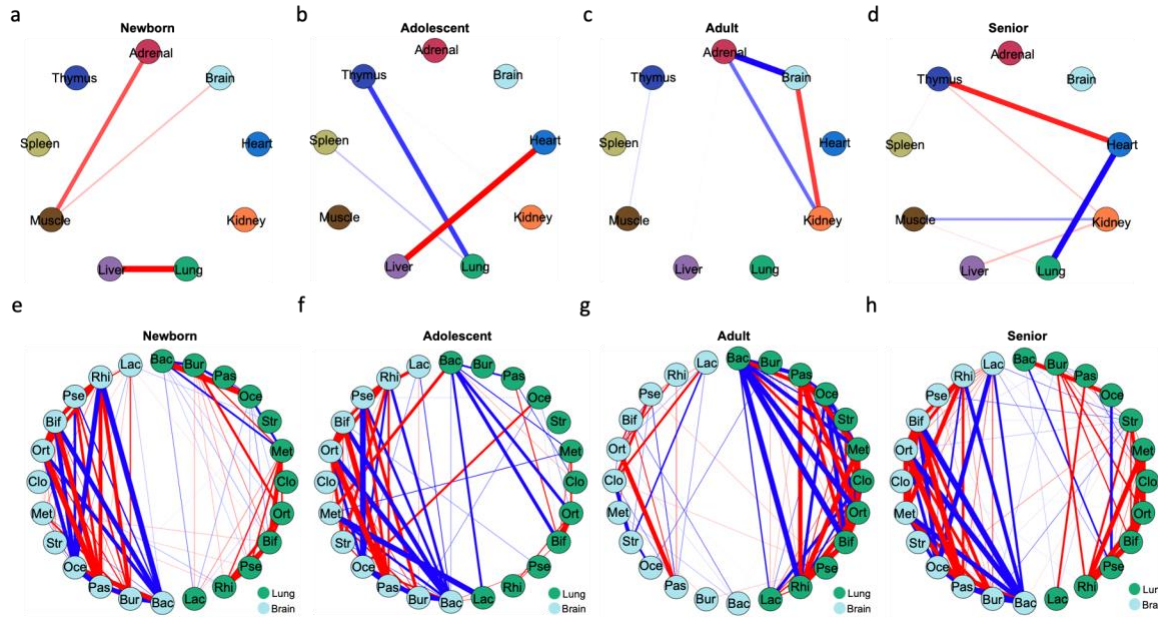 a
Newborn
Adrenal
Thymus
Brain
Spleen
Heart
Muscle
Kidney
Liver
Lung
b
Adolescent
Adrenal
Thymus
Brain
Spleen
Heart
Muscle
Kidney
Liver
Lung
c
Adult
Adrenal
Thymus
Brain
Spleen
Heart
Muscle
Kidney
Liver
Lung
d
Senior
Adrenal
Thymus
Brain
Spleen
Heart
Muscle
Kidney
Liver
Lung
e
Newborn
Lac
Bac
Rhi
Bur
Pse
Pas
Bif
Oce
Ort
Str
Clo
Met
Met
Clo
Str
Ort
Oce
Bif
Pas
Pse
Bur
Rhi
Bac
Lac
Lung
Brain
f
Adolescent
Lac
Bac
Rhi
Bur
Pse
Pas
Bif
Oce
Ort
Str
Clo
Met
Met
Clo
Str
Ort
Oce
Bif
Pas
Pse
Bur
Rhi
Bac
Lac
Lung
Brain
g
Adult
Lac
Bac
Rhi
Bur
Pse
Pas
Bif
Oce
Ort
Str
Clo
Met
Met
Clo
Str
Ort
Oce
Bif
Pas
Pse
Bur
Rhi
Bac
Lac
Lung
Brain
h
Senior
Lac
Bac
Rhi
Bur
Pse
Pas
Bif
Oce
Ort
Str
Clo
Met
Met
Clo
Str
Ort
Oce
Bif
Pas
Pse
Bur
Rhi
Bac
Lac
Lur
Bra